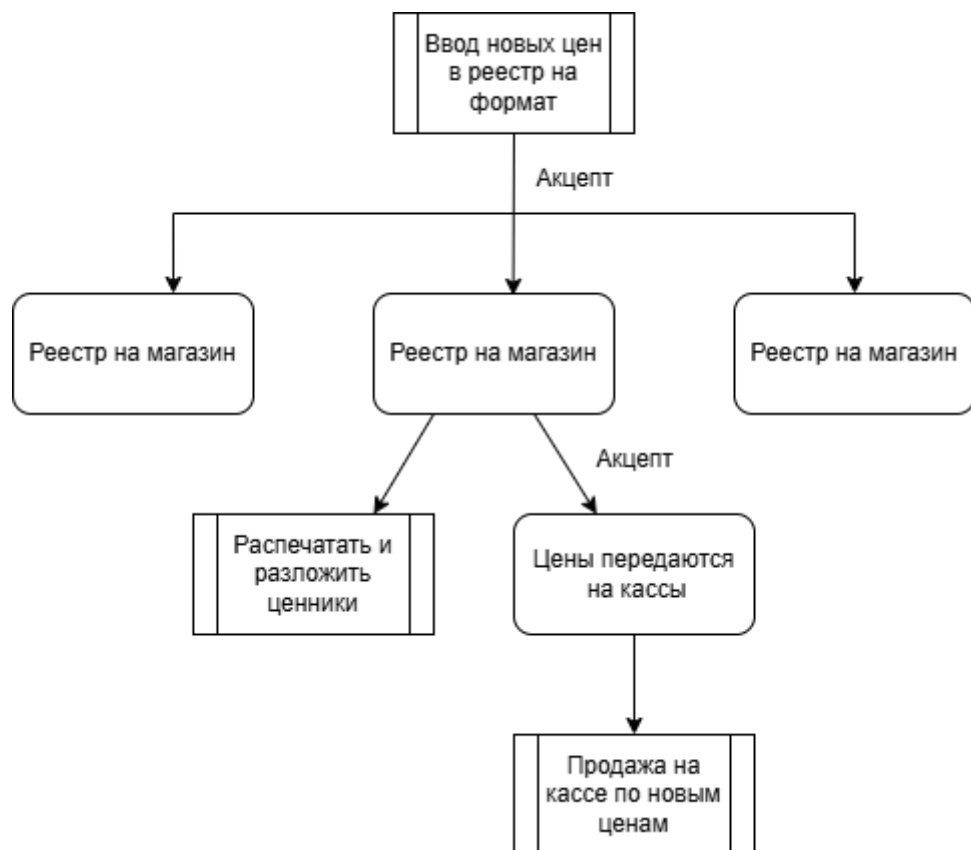 Ввод новых цен
в реестр на
формат
Акцепт
Реестр на магазин
Реестр на магазин
Реестр на магазин
Акцепт
Распечатать и
разложить
ценники
Цены передаются
на кассы
Продажа на
кассе по новым
ценам